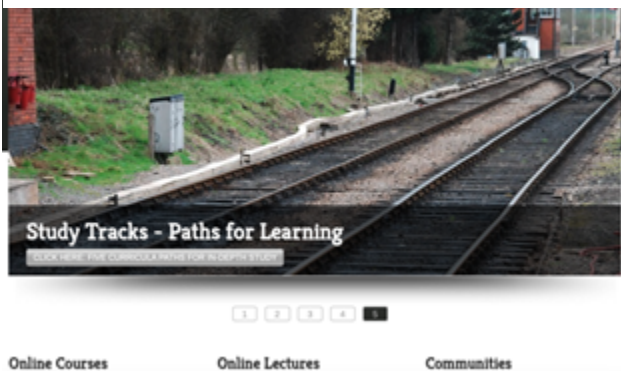 Study Tracks - Paths for Learning
CLICK HERE: FIVE CURRICULA PATHS FOR IN-DEPTH STUDY
1 2 3 4 5
Online Courses Online Lectures Communities